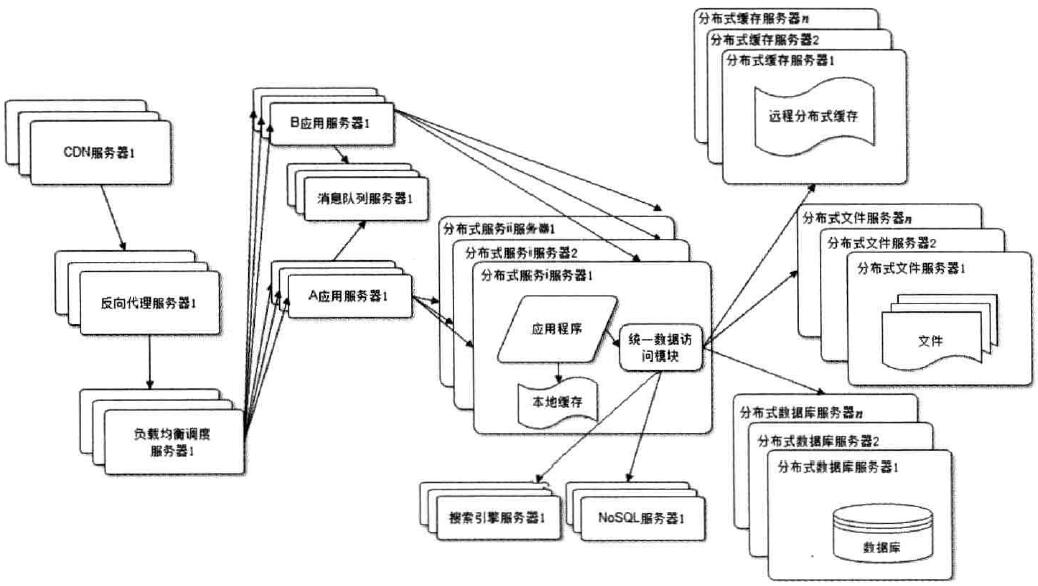 分布式缓存服务器n
分布式缓存服务器2
分布式缓存服务器1
远程分布式缓存
CDN服务器1
B应用服务器1
消息队列服务器1
分布式服务iii服务器1
分布式服务ii服务器2
分布式服务i服务器1
应用程序
统一数据访
问模块
本地缓存
反向代理服务器1
A应用服务器1
分布式文件服务器n
分布式文件服务器2
分布式文件服务器1
文件
负载均衡调度
服务器1
分布式数据库服务器n
分布式数据库服务器2
分布式数据库服务器1
数据库
搜索引擎服务器1
NoSQL服务器1